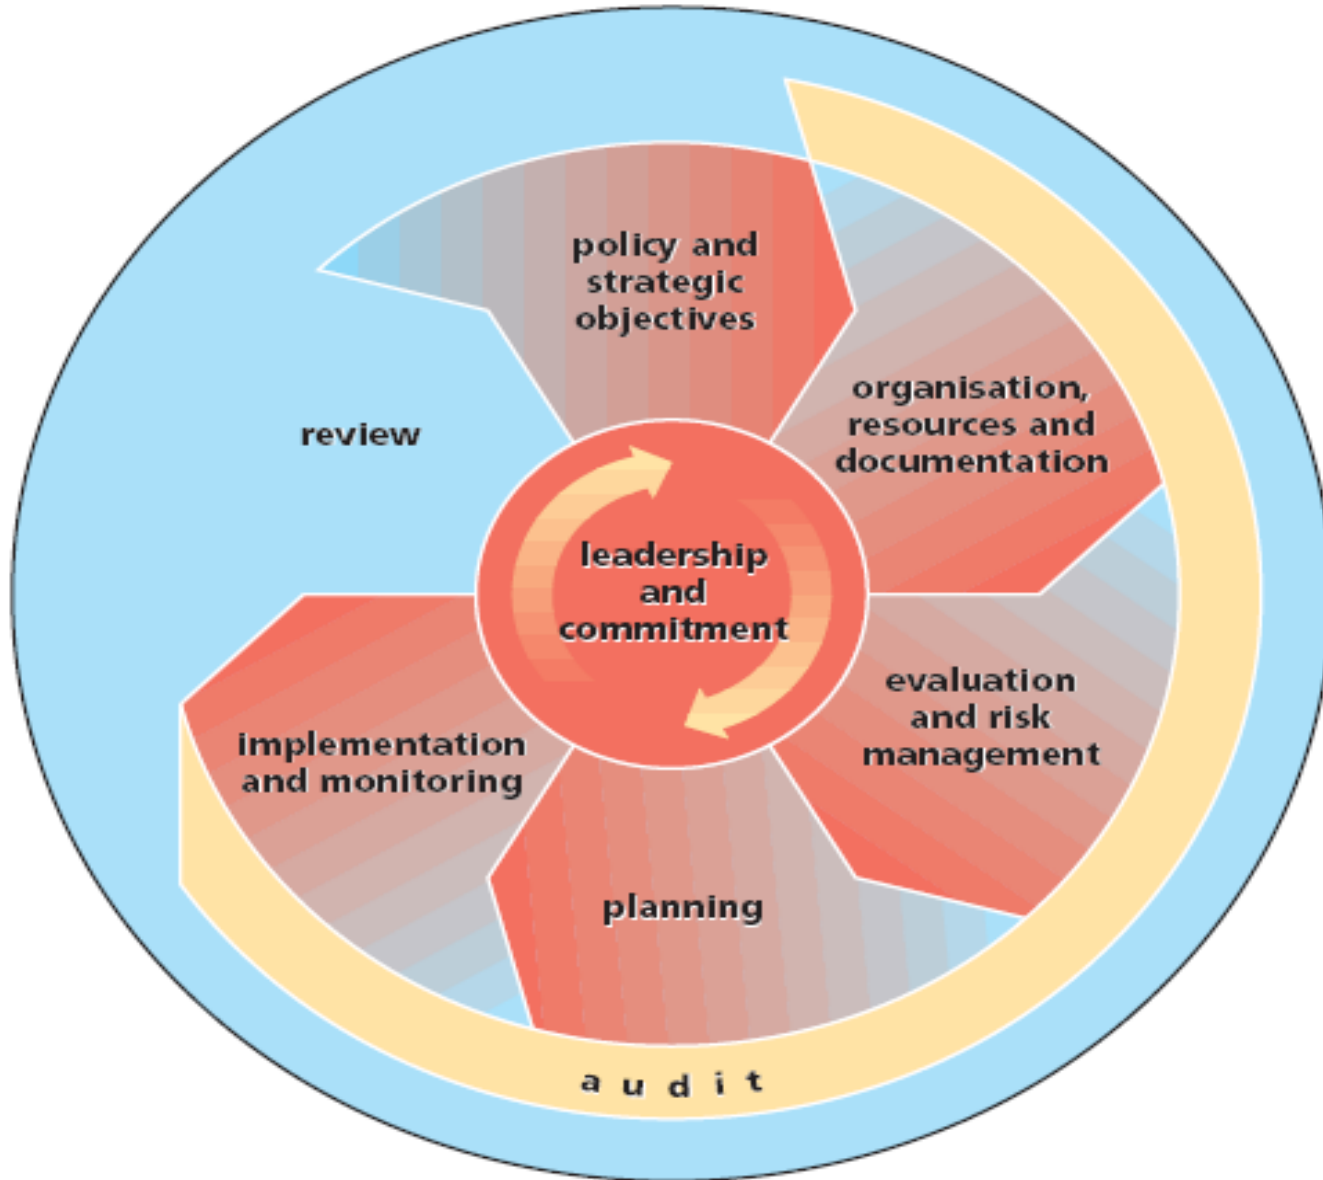 policy and
strategic
objectives
organisation,
resources and
documentation
review
leadership
and
commitment
evaluation
and risk
management
implementation
and monitoring
planning
audit